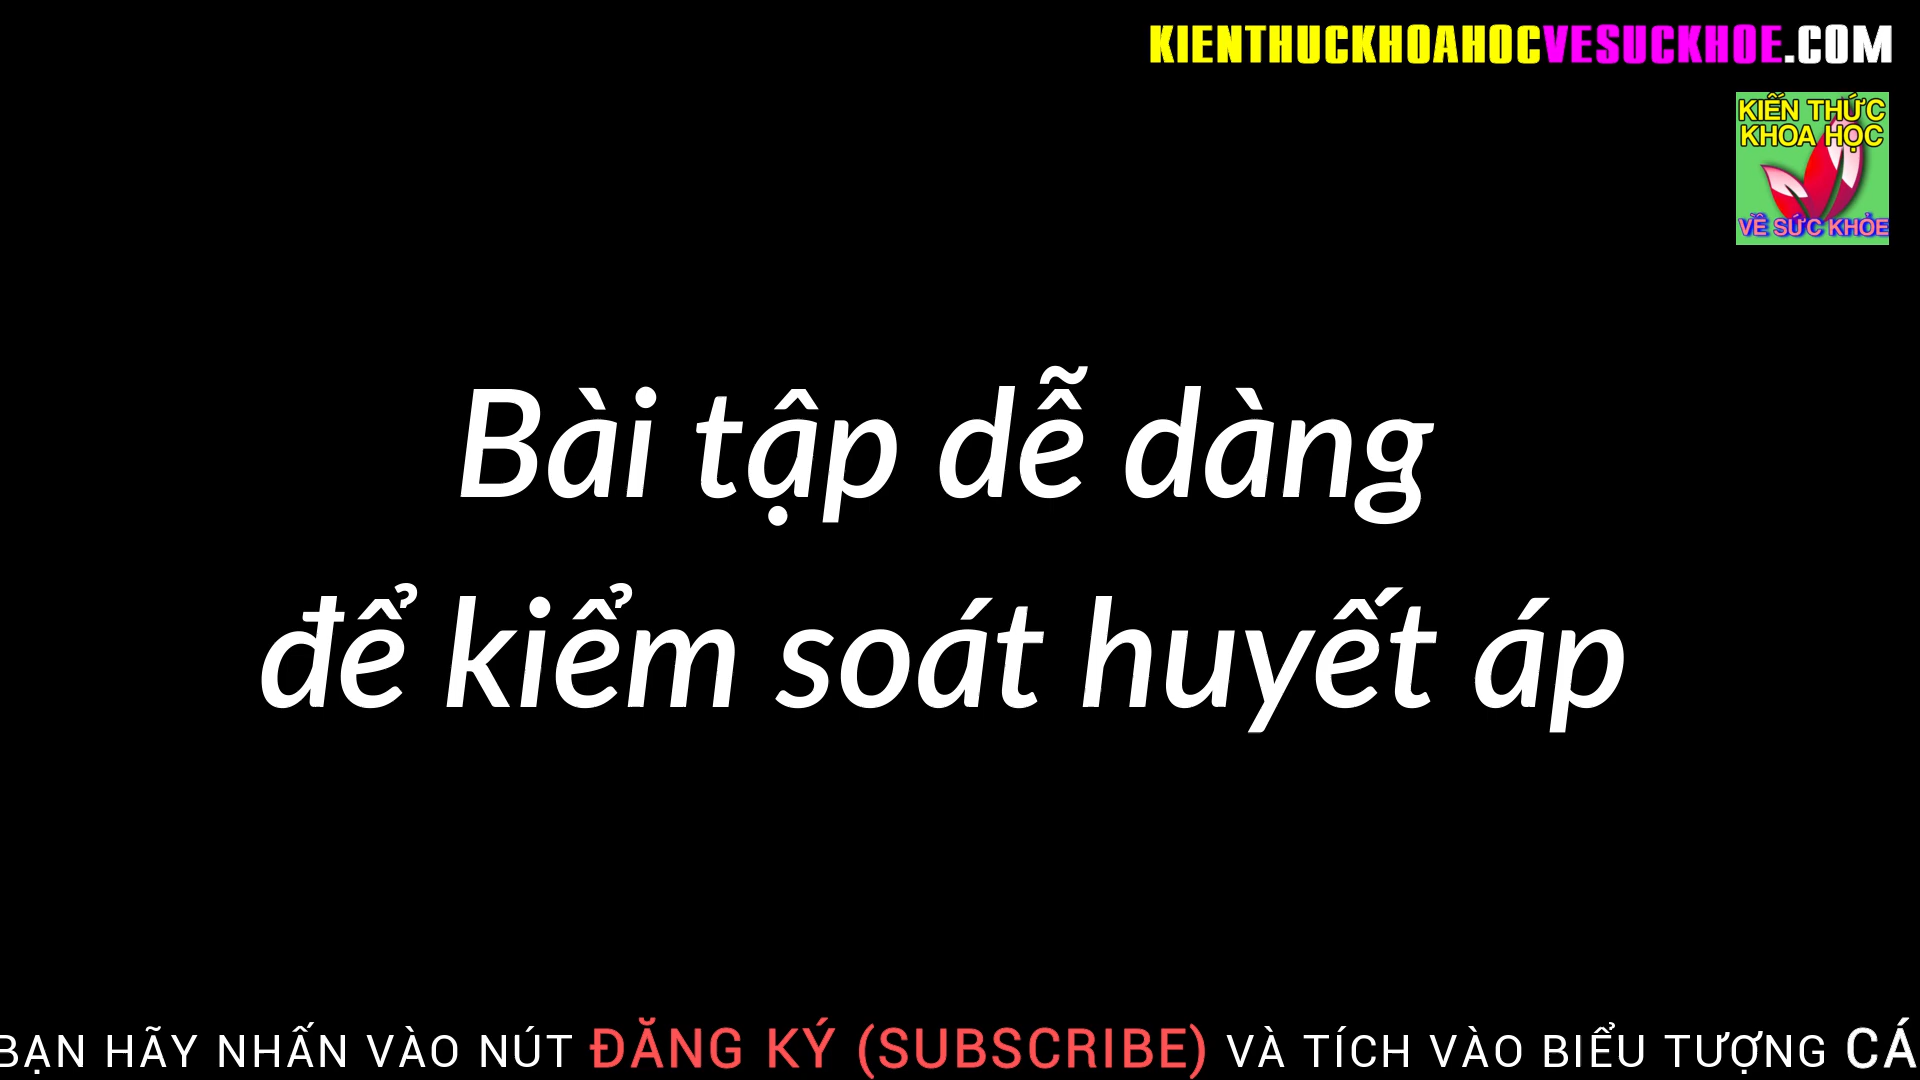 KIENTHUCKHOAHOCVESUCKHOE.COM
KIẾN THỨC
KHOA HỌC
VỀ SỨC KHỎE
Bài tập dễ dàng
để kiểm soát huyết áp
BẠN HÃY NHẤN VÀO NÚT ĐĂNG KÝ (SUBSCRIBE) VÀ TÍCH VÀO BIỂU TƯỢNG CÁ